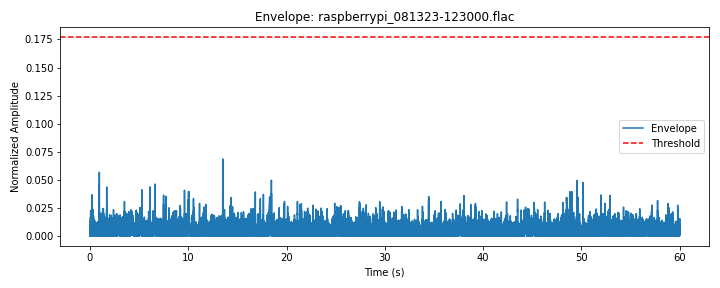 Envelope: raspberrypi_081323-123000.flac
Normalized Amplitude
0.175
0.150
0.125
0.100
0.075
0.050
0.025
0.000
Envelope
Threshold
0 10 20 30 40 50 60
Time (s)